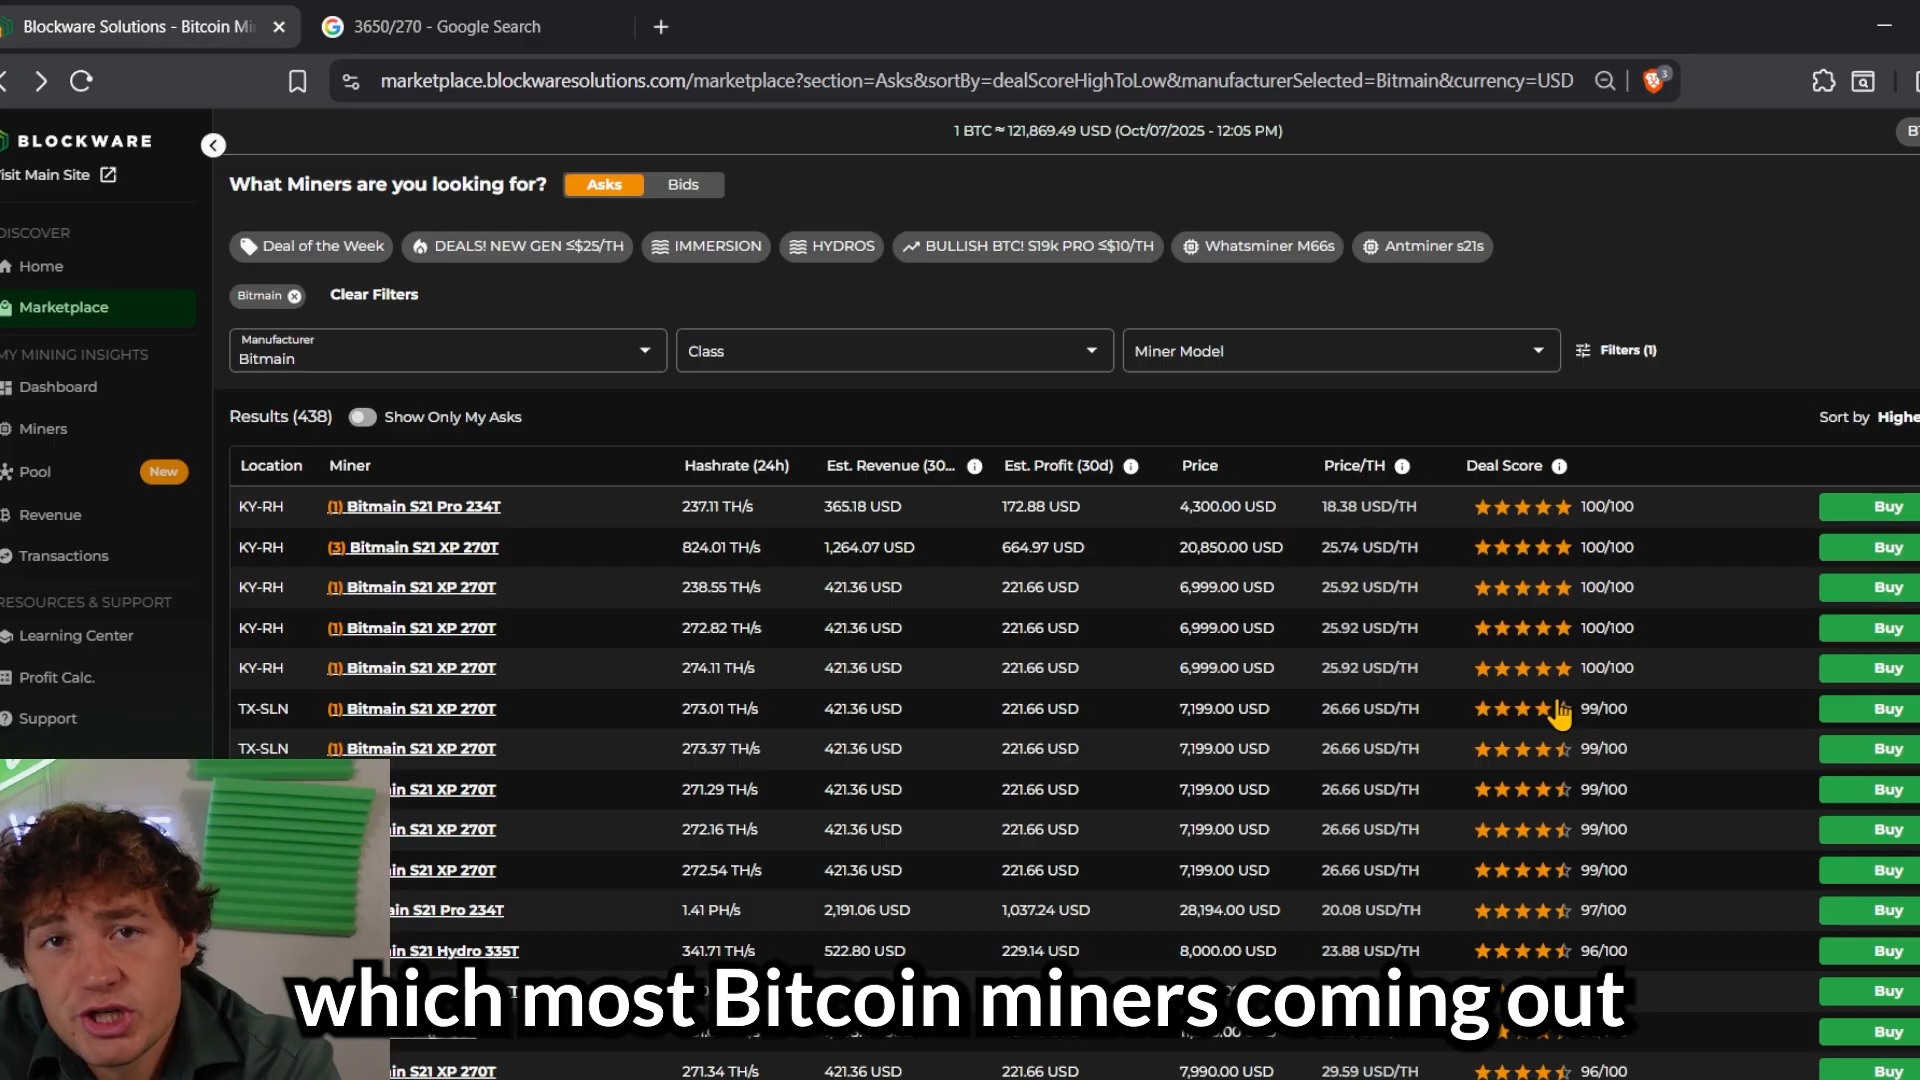 Blockware Solutions - Bitcoin Mi
3650/270 - Google Search
marketplace.blockwaresolutions.com/marketplace?section=Asks&sortBy=dealScoreHighToLow&manufacturerSelected=Bitmain&currency=USD
3
BLOCKWARE
1 BTC ≈ 121,869.49 USD (Oct/07/2025 - 12:05 PM)
isit Main Site
What Miners are you looking for?
Asks
Bids
DISCOVER
Home
Marketplace
MY MINING INSIGHTS
Dashboard
Miners
Pool
New
Revenue
Transactions
RESOURCES & SUPPORT
Learning Center
Profit Calc.
Support
Deal of the Week
DEALS! NEW GEN ≤$25/TH
IMMERSION
HYDROS
BULLISH BTC! S19k PRO ≤$10/TH
Whatsminer M66s
Antminer s21s
Bitmain
Clear Filters
Manufacturer
Bitmain
Class
Miner Model
Filters (1)
Results (438)
Show Only My Asks
Sort by Highe
Location Miner Hashrate (24h) Est. Revenue (30... Est. Profit (30d) Price Price/TH Deal Score
KY-RH (1) Bitmain S21 Pro 234T 237.11 TH/s 365.18 USD 172.88 USD 4,300.00 USD 18.38 USD/TH 100/100 Buy
KY-RH (3) Bitmain S21 XP 270T 824.01 TH/s 1,264.07 USD 664.97 USD 20,850.00 USD 25.74 USD/TH 100/100 Buy
KY-RH (1) Bitmain S21 XP 270T 238.55 TH/s 421.36 USD 221.66 USD 6,999.00 USD 25.92 USD/TH 100/100 Buy
KY-RH (1) Bitmain S21 XP 270T 272.82 TH/s 421.36 USD 221.66 USD 6,999.00 USD 25.92 USD/TH 100/100 Buy
KY-RH (1) Bitmain S21 XP 270T 274.11 TH/s 421.36 USD 221.66 USD 6,999.00 USD 25.92 USD/TH 100/100 Buy
TX-SLN (1) Bitmain S21 XP 270T 273.01 TH/s 421.36 USD 221.66 USD 7,199.00 USD 26.66 USD/TH 99/100 Buy
TX-SLN (1) Bitmain S21 XP 270T 273.37 TH/s 421.36 USD 221.66 USD 7,199.00 USD 26.66 USD/TH 99/100 Buy
in S21 XP 270T 271.29 TH/s 421.36 USD 221.66 USD 7,199.00 USD 26.66 USD/TH 99/100 Buy
in S21 XP 270T 272.16 TH/s 421.36 USD 221.66 USD 7,199.00 USD 26.66 USD/TH 99/100 Buy
in S21 XP 270T 272.54 TH/s 421.36 USD 221.66 USD 7,199.00 USD 26.66 USD/TH 99/100 Buy
ain S21 Pro 234T 1.41 PH/s 2,191.06 USD 1,037.24 USD 28,194.00 USD 20.08 USD/TH 97/100 Buy
in S21 Hydro 335T 341.71 TH/s 522.80 USD 229.14 USD 8,000.00 USD 23.88 USD/TH 96/100 Buy
Buy
which most Bitcoin miners coming out
Buy
in S21 XP 270T 271.34 TH/s 421.36 USD 221.66 USD 7,990.00 USD 29.59 USD/TH 96/100 Buy